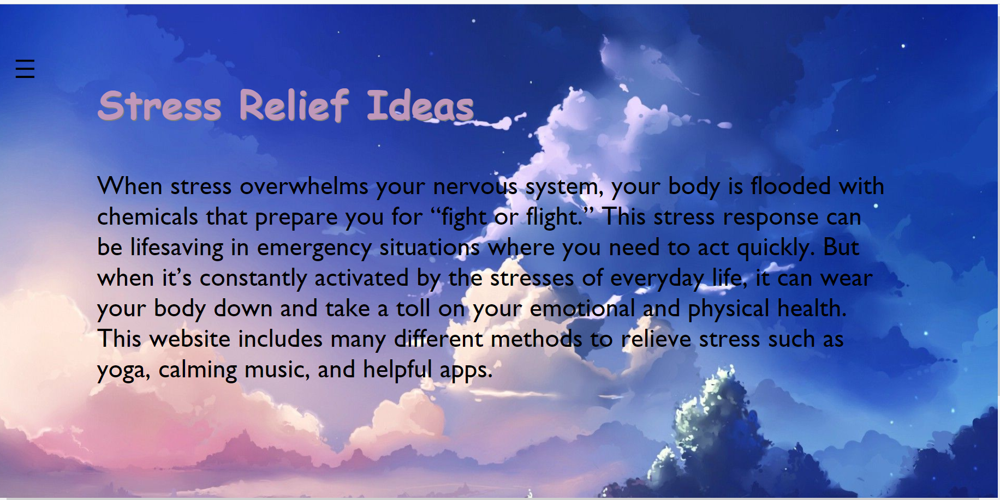 Stress Relief Ideas
When stress overwhelms your nervous system, your body is flooded with
chemicals that prepare you for “fight or flight.” This stress response can
be lifesaving in emergency situations where you need to act quickly. But
when it’s constantly activated by the stresses of everyday life, it can wear
your body down and take a toll on your emotional and physical health.
This website includes many different methods to relieve stress such as
yoga, calming music, and helpful apps.